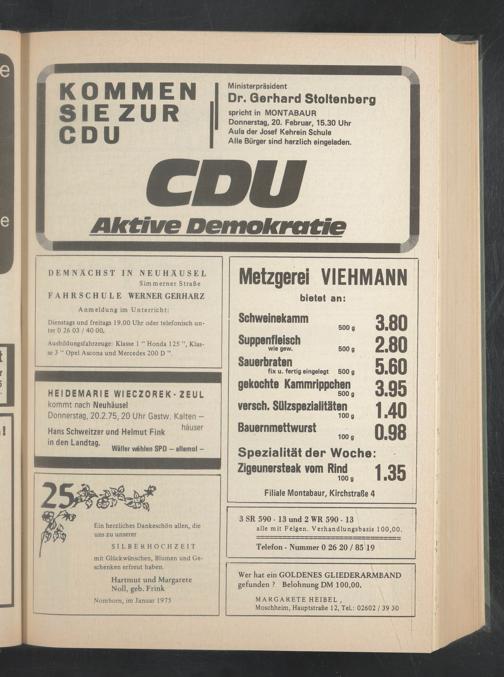 KOMMEN
SIE ZUR
CDU
Ministerpräsident
Dr. Gerhard Stoltenberg
spricht in MONTABAUR
Donnerstag, 20. Februar, 15.30 Uhr
Aula der Josef Kehrein Schule
Alle Bürger sind herzlich eingeladen.
CDU
Aktive Demokratie
DEMNÄCHST IN NEUHÄUSEL
Simmerner Straße
FAHRSCHULE WERNER GERHARZ
Anmeldung im Unterricht:
Dienstags und freitags 19.00 Uhr oder telefonisch un-
ter 0 26 03 / 40 00.
Ausbildungsfahrzeuge: Klasse 1 " Honda 125 ", Klas-
se 3 " Opel Ascona und Mercedes 200 D ".
HEIDEMARIE WIECZOREK-ZEUL
kommt nach Neuhäusel
Donnerstag, 20.2.75, 20 Uhr Gastw. Kalten –
häuser
Hans Schweitzer und Helmut Fink
in den Landtag.
Wäller wählen SPD – allemol –
25
Ein herzliches Dankeschön allen, die
uns zu unserer
SILBERHOCHZEIT
mit Glückwünschen, Blumen und Ge-
schenken erfreut haben.
Hartmut und Margarete
Noll, geb. Frink
Nomborn, im Januar 1975
Metzgerei VIEHMANN
bietet an:
Schweinekamm 500 g 3.80
Suppenfleisch
wie gew. 500 g 2.80
Sauerbraten
fix u. fertig eingelegt 500 g 5.60
gekochte Kammrippchen
500 g 3.95
versch. Sülzspezialitäten
100 g 1.40
Bauernmettwurst
100 g 0.98
Spezialität der Woche:
Zigeunersteak vom Rind
100 g 1.35
Filiale Montabaur, Kirchstraße 4
3 SR 590 - 13 und 2 WR 590 - 13
alle mit Felgen. Verhandlungsbasis 100,00.
Telefon - Nummer 0 26 20 / 85 19
Wer hat ein GOLDENES GLIEDERARMBAND
gefunden ? Belohnung DM 100,00.
MARGARETE HEIBEL,
Moschheim, Hauptstraße 12, Tel.: 02602 / 39 30